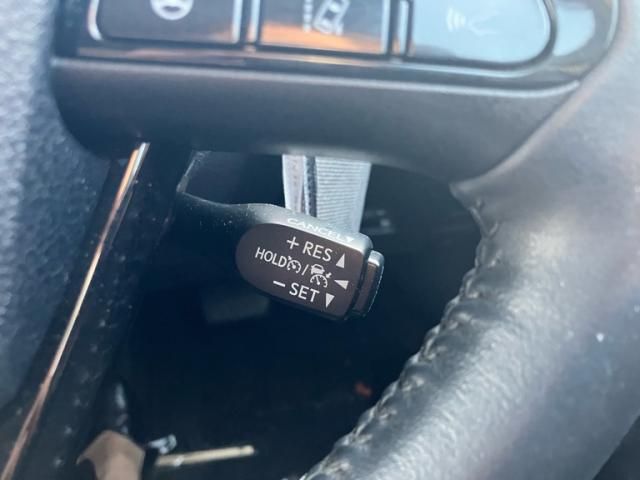 CANCEL
+ RES
HOLD /
− SET